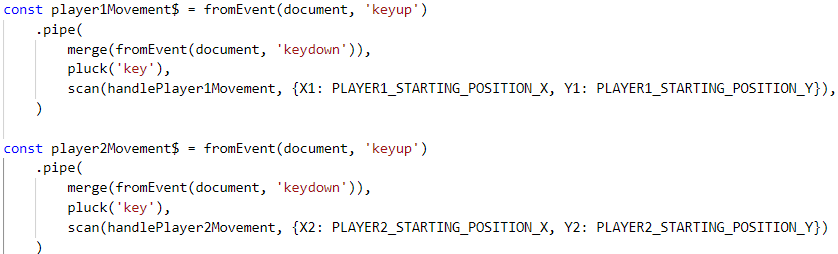 const player1Movement$ = fromEvent(document, 'keyup')
    .pipe(
        merge(fromEvent(document, 'keydown')),
        pluck('key'),
        scan(handlePlayer1Movement, {X1: PLAYER1_STARTING_POSITION_X, Y1: PLAYER1_STARTING_POSITION_Y}),
    )

const player2Movement$ = fromEvent(document, 'keyup')
    .pipe(
        merge(fromEvent(document, 'keydown')),
        pluck('key'),
        scan(handlePlayer2Movement, {X2: PLAYER2_STARTING_POSITION_X, Y2: PLAYER2_STARTING_POSITION_Y})
    )